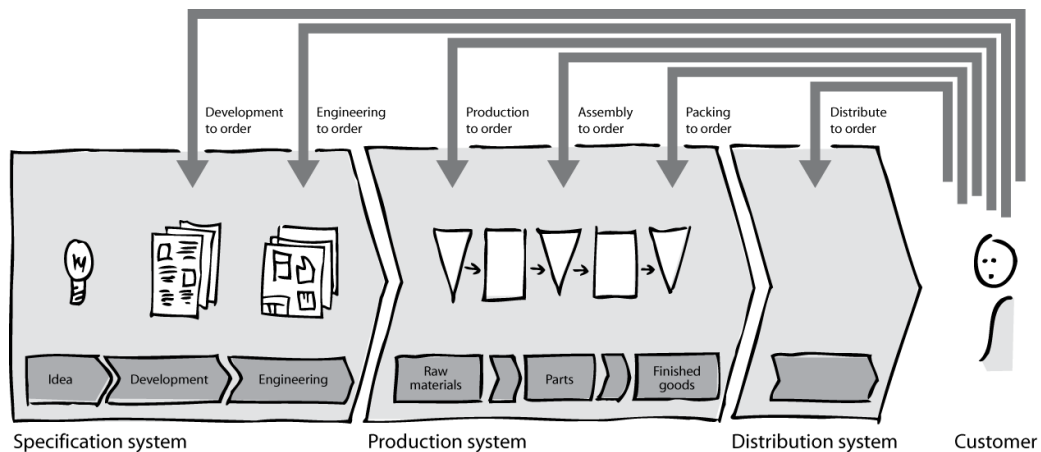 Development
to order
Engineering
to order
Production
to order
Assembly
to order
Packing
to order
Distribute
to order
Idea
Development
Engineering
Raw
materials
Parts
Finished
goods
Specification system
Production system
Distribution system
Customer